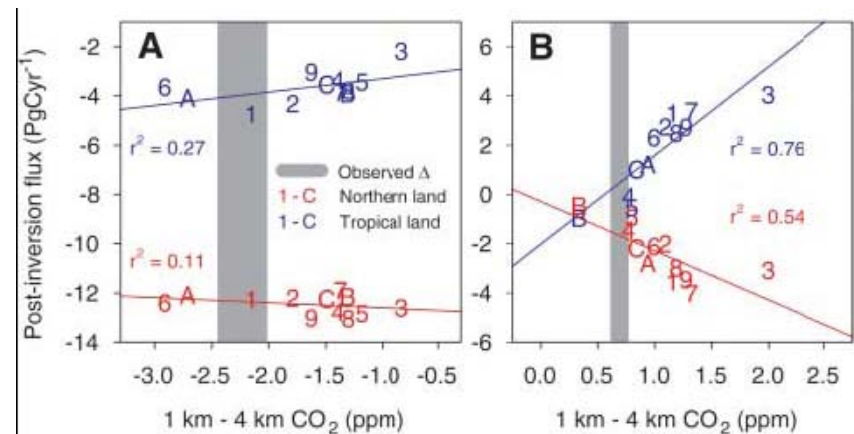 Post-inversion flux (PgCyr⁻¹)
A
-2
-4
-6
-8
-10
-12
-14
6
A
1
2
9
4
C
5
3
r² = 0.27
Observed Δ
1 - C Northern land
1 - C Tropical land
r² = 0.11
6
A
1
2
9
7
C
B
4
8
5
3
-3.0 -2.5 -2.0 -1.5 -1.0 -0.5
1 km - 4 km CO₂ (ppm)
B
6
4
2
0
-2
-4
-6
3
1
7
2
9
8
6
C
A
4
5
B
r² = 0.76
r² = 0.54
B
5
4
C
6
2
A
8
9
1
7
3
0.0 0.5 1.0 1.5 2.0 2.5
1 km - 4 km CO₂ (ppm)